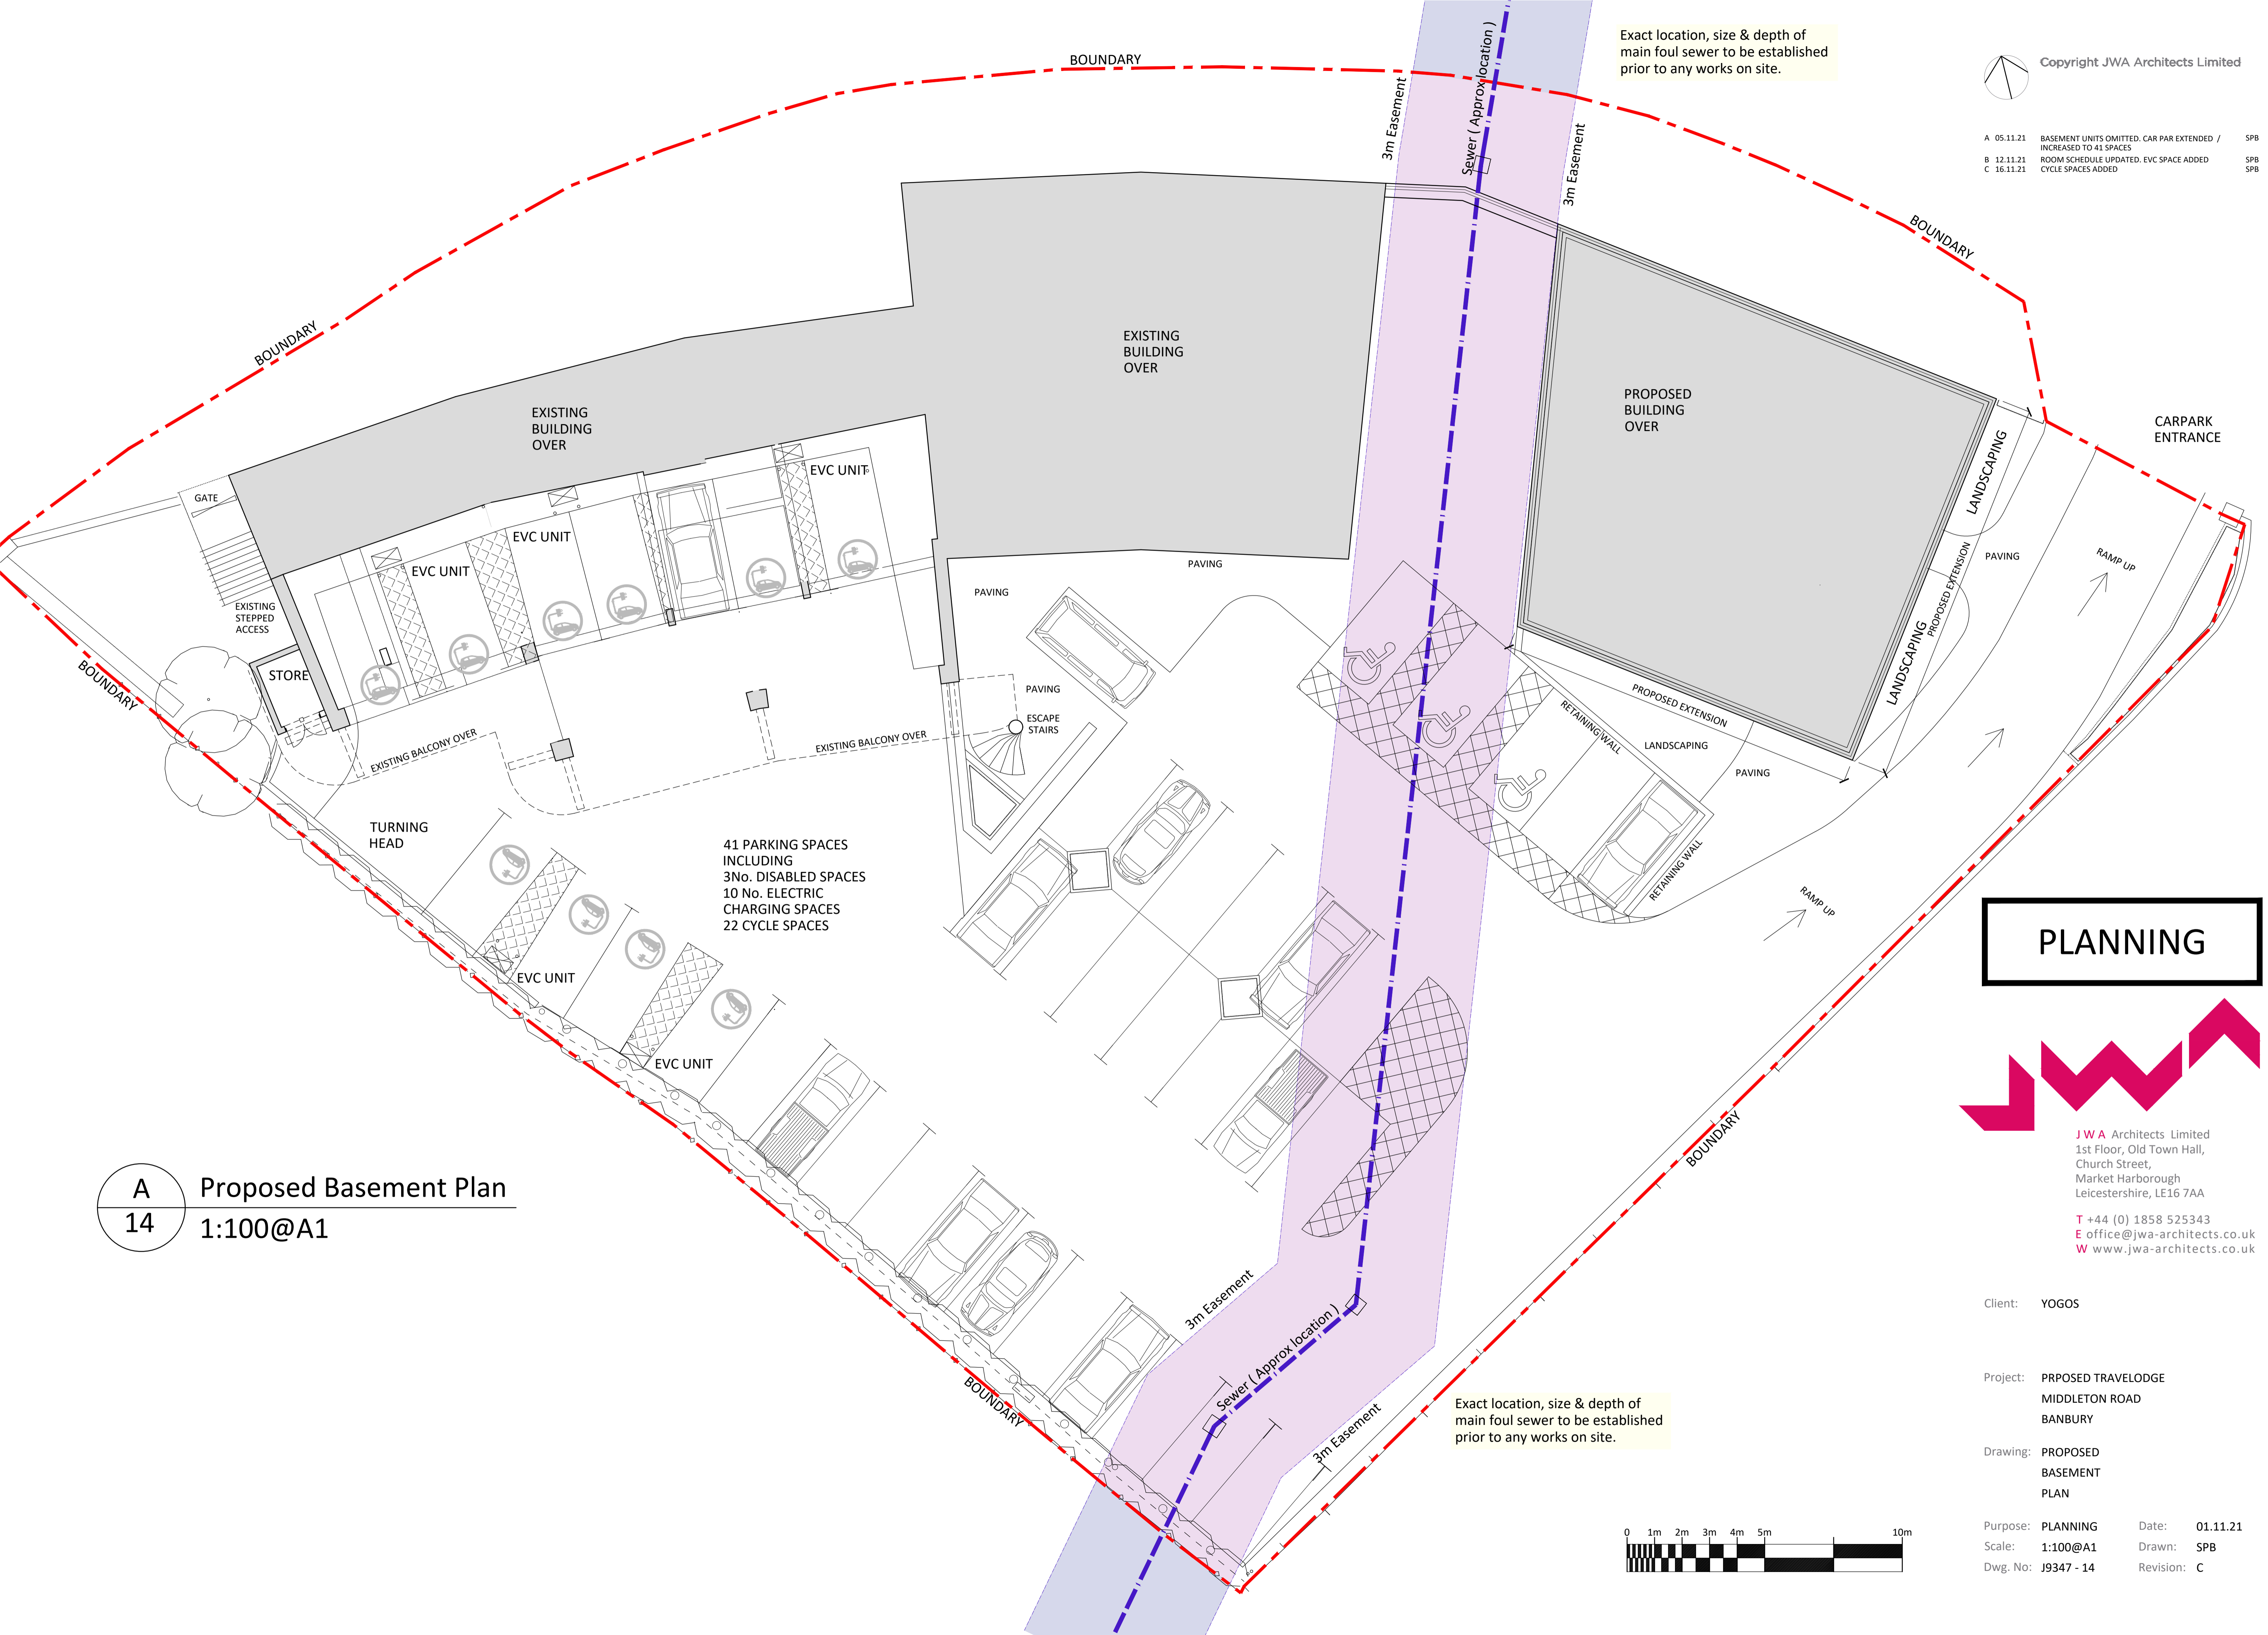 BOUNDARY
Exact location, size & depth of
main foul sewer to be established
prior to any works on site.
Copyright JWA Architects Limited
3m Easement
Sewer ( Approx location )
3m Easement
A 05.11.21 BASEMENT UNITS OMITTED. CAR PAR EXTENDED / SPB
INCREASED TO 41 SPACES
B 12.11.21 ROOM SCHEDULE UPDATED. EVC SPACE ADDED SPB
C 16.11.21 CYCLE SPACES ADDED SPB
BOUNDARY
BOUNDARY
EXISTING
BUILDING
OVER
EXISTING
BUILDING
OVER
PROPOSED
BUILDING
OVER
CARPARK
ENTRANCE
LANDSCAPING
GATE
EVC UNIT
EVC UNIT
EVC UNIT
PAVING
PAVING
PAVING
RAMP UP
PROPOSED EXTENSION
EXISTING
STEPPED
ACCESS
STORE
BOUNDARY
PAVING
ESCAPE
STAIRS
EXISTING BALCONY OVER
EXISTING BALCONY OVER
LANDSCAPING
PROPOSED EXTENSION
RETAINING WALL
LANDSCAPING
PAVING
TURNING
HEAD
41 PARKING SPACES
INCLUDING
3No. DISABLED SPACES
10 No. ELECTRIC
CHARGING SPACES
22 CYCLE SPACES
RETAINING WALL
RAMP UP
PLANNING
EVC UNIT
EVC UNIT
BOUNDARY
JWA
J W A Architects Limited
1st Floor, Old Town Hall,
Church Street,
Market Harborough
Leicestershire, LE16 7AA
T +44 (0) 1858 525343
E office@jwa-architects.co.uk
W www.jwa-architects.co.uk
A
14
Proposed Basement Plan
1:100@A1
3m Easement
Sewer ( Approx location )
3m Easement
BOUNDARY
Exact location, size & depth of
main foul sewer to be established
prior to any works on site.
Client: YOGOS
Project: PRPOSED TRAVELODGE
MIDDLETON ROAD
BANBURY
Drawing: PROPOSED
BASEMENT
PLAN
Purpose: PLANNING Date: 01.11.21
Scale: 1:100@A1 Drawn: SPB
Dwg. No: J9347 - 14 Revision: C
0 1m 2m 3m 4m 5m 10m